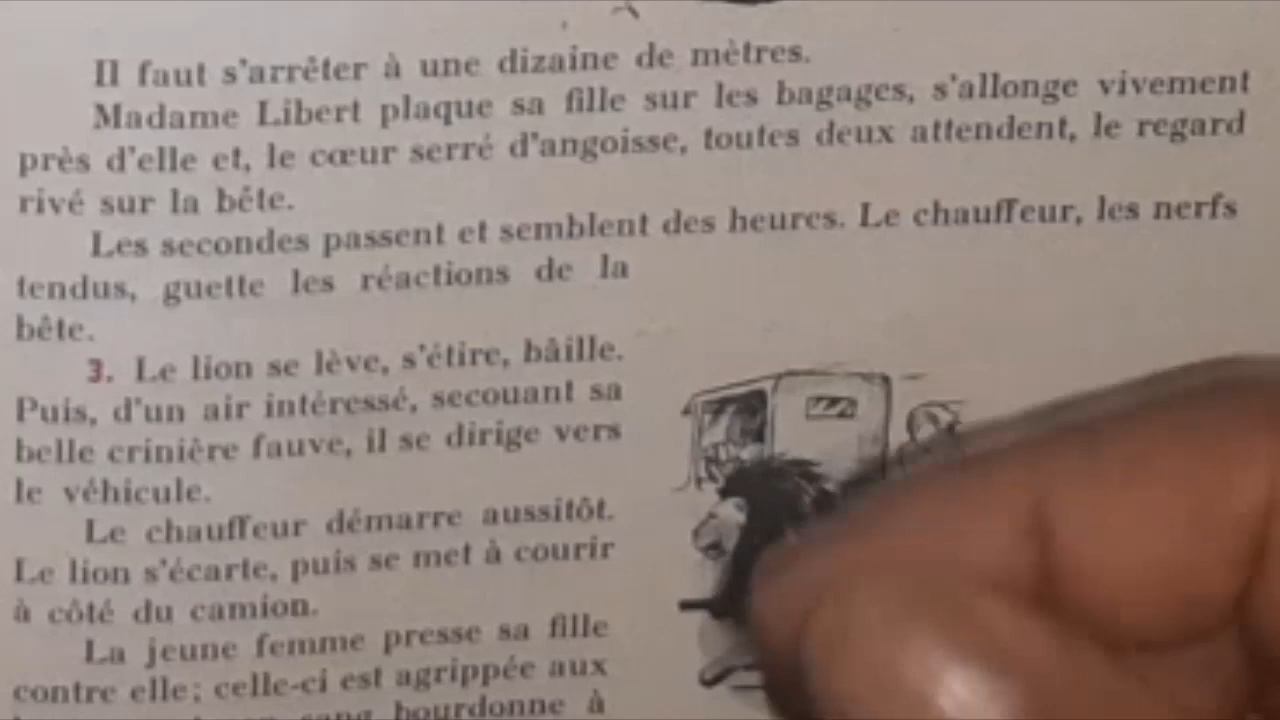 Il faut s'arrêter à une dizaine de mètres.
Madame Libert plaque sa fille sur les bagages, s'allonge vivement
près d'elle et, le cœur serré d'angoisse, toutes deux attendent, le regard
rivé sur la bête.
Les secondes passent et semblent des heures. Le chauffeur, les nerfs
tendus, guette les réactions de la
bête.
3. Le lion se lève, s'étire, bâille.
Puis, d'un air intéressé, secouant sa
belle crinière fauve, il se dirige vers
le véhicule.
Le chauffeur démarre aussitôt.
Le lion s'écarte, puis se met à courir
à côté du camion.
La jeune femme presse sa fille
contre elle; celle-ci est agrippée aux
sang bourdonne à